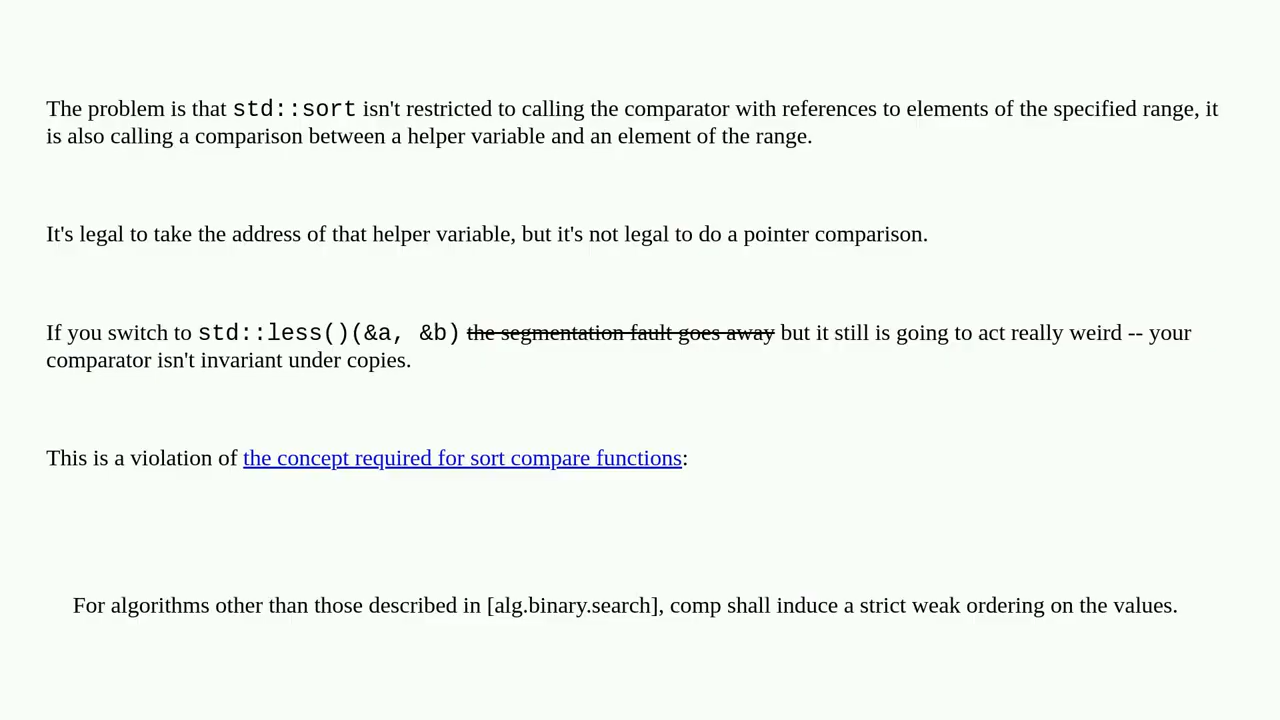 The problem is that std::sort isn't restricted to calling the comparator with references to elements of the specified range, it
is also calling a comparison between a helper variable and an element of the range.
It's legal to take the address of that helper variable, but it's not legal to do a pointer comparison.
If you switch to std::less()(&a, &b) the segmentation fault goes away but it still is going to act really weird -- your
comparator isn't invariant under copies.
This is a violation of the concept required for sort compare functions:
For algorithms other than those described in [alg.binary.search], comp shall induce a strict weak ordering on the values.